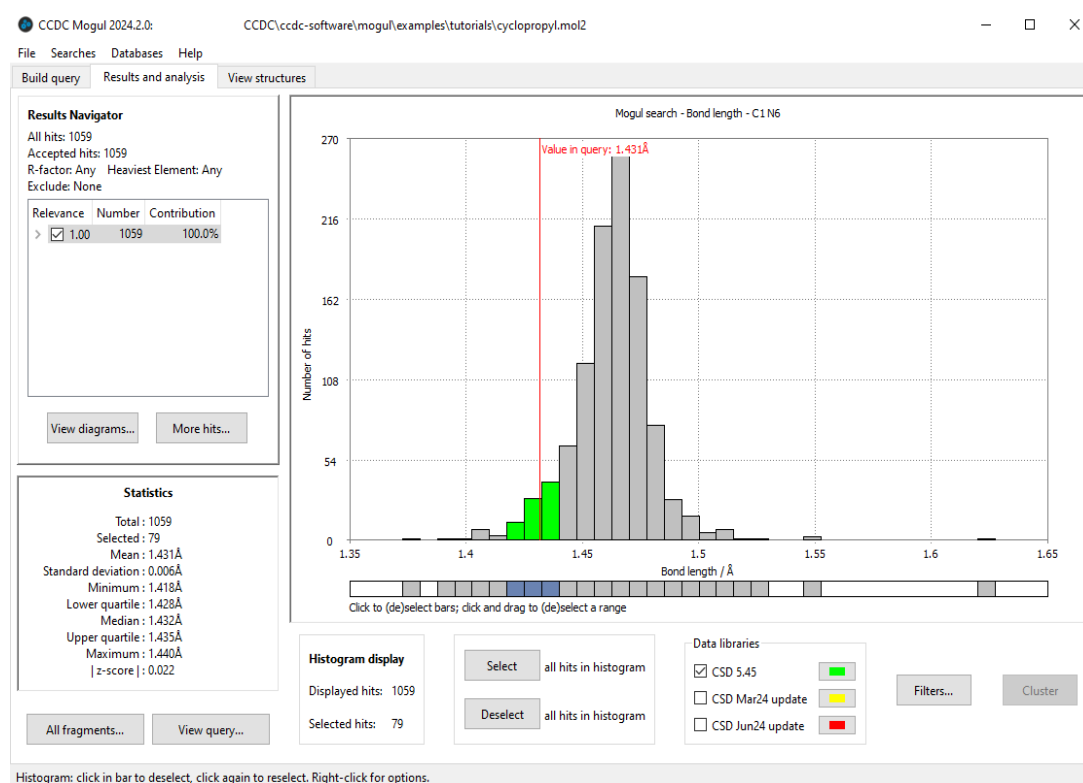 CCDC Mogul 2024.2.0: CCDC\ccdc-software\mogul\examples\tutorials\cyclopropyl.mol2
File Searches Databases Help
Build query Results and analysis View structures
Results Navigator
All hits: 1059
Accepted hits: 1059
R-factor: Any Heaviest Element: Any
Exclude: None
Relevance Number Contribution
1.00 1059 100.0%
View diagrams... More hits...
Statistics
Total : 1059
Selected : 79
Mean : 1.431Å
Standard deviation : 0.006Å
Minimum : 1.418Å
Lower quartile : 1.428Å
Median : 1.432Å
Upper quartile : 1.435Å
Maximum : 1.440Å
| z-score | : 0.022
All fragments... View query...
Mogul search - Bond length - C1 N6
Value in query: 1.431Å
270
216
162
108
54
0
Number of hits
1.35 1.4 1.45 1.5 1.55 1.6 1.65
Bond length / Å
Click to (de)select bars; click and drag to (de)select a range
Histogram display
Displayed hits: 1059
Selected hits: 79
Select all hits in histogram
Deselect all hits in histogram
Data libraries
CSD 5.45
CSD Mar24 update
CSD Jun24 update
Filters... Cluster
Histogram: click in bar to deselect, click again to reselect. Right-click for options.